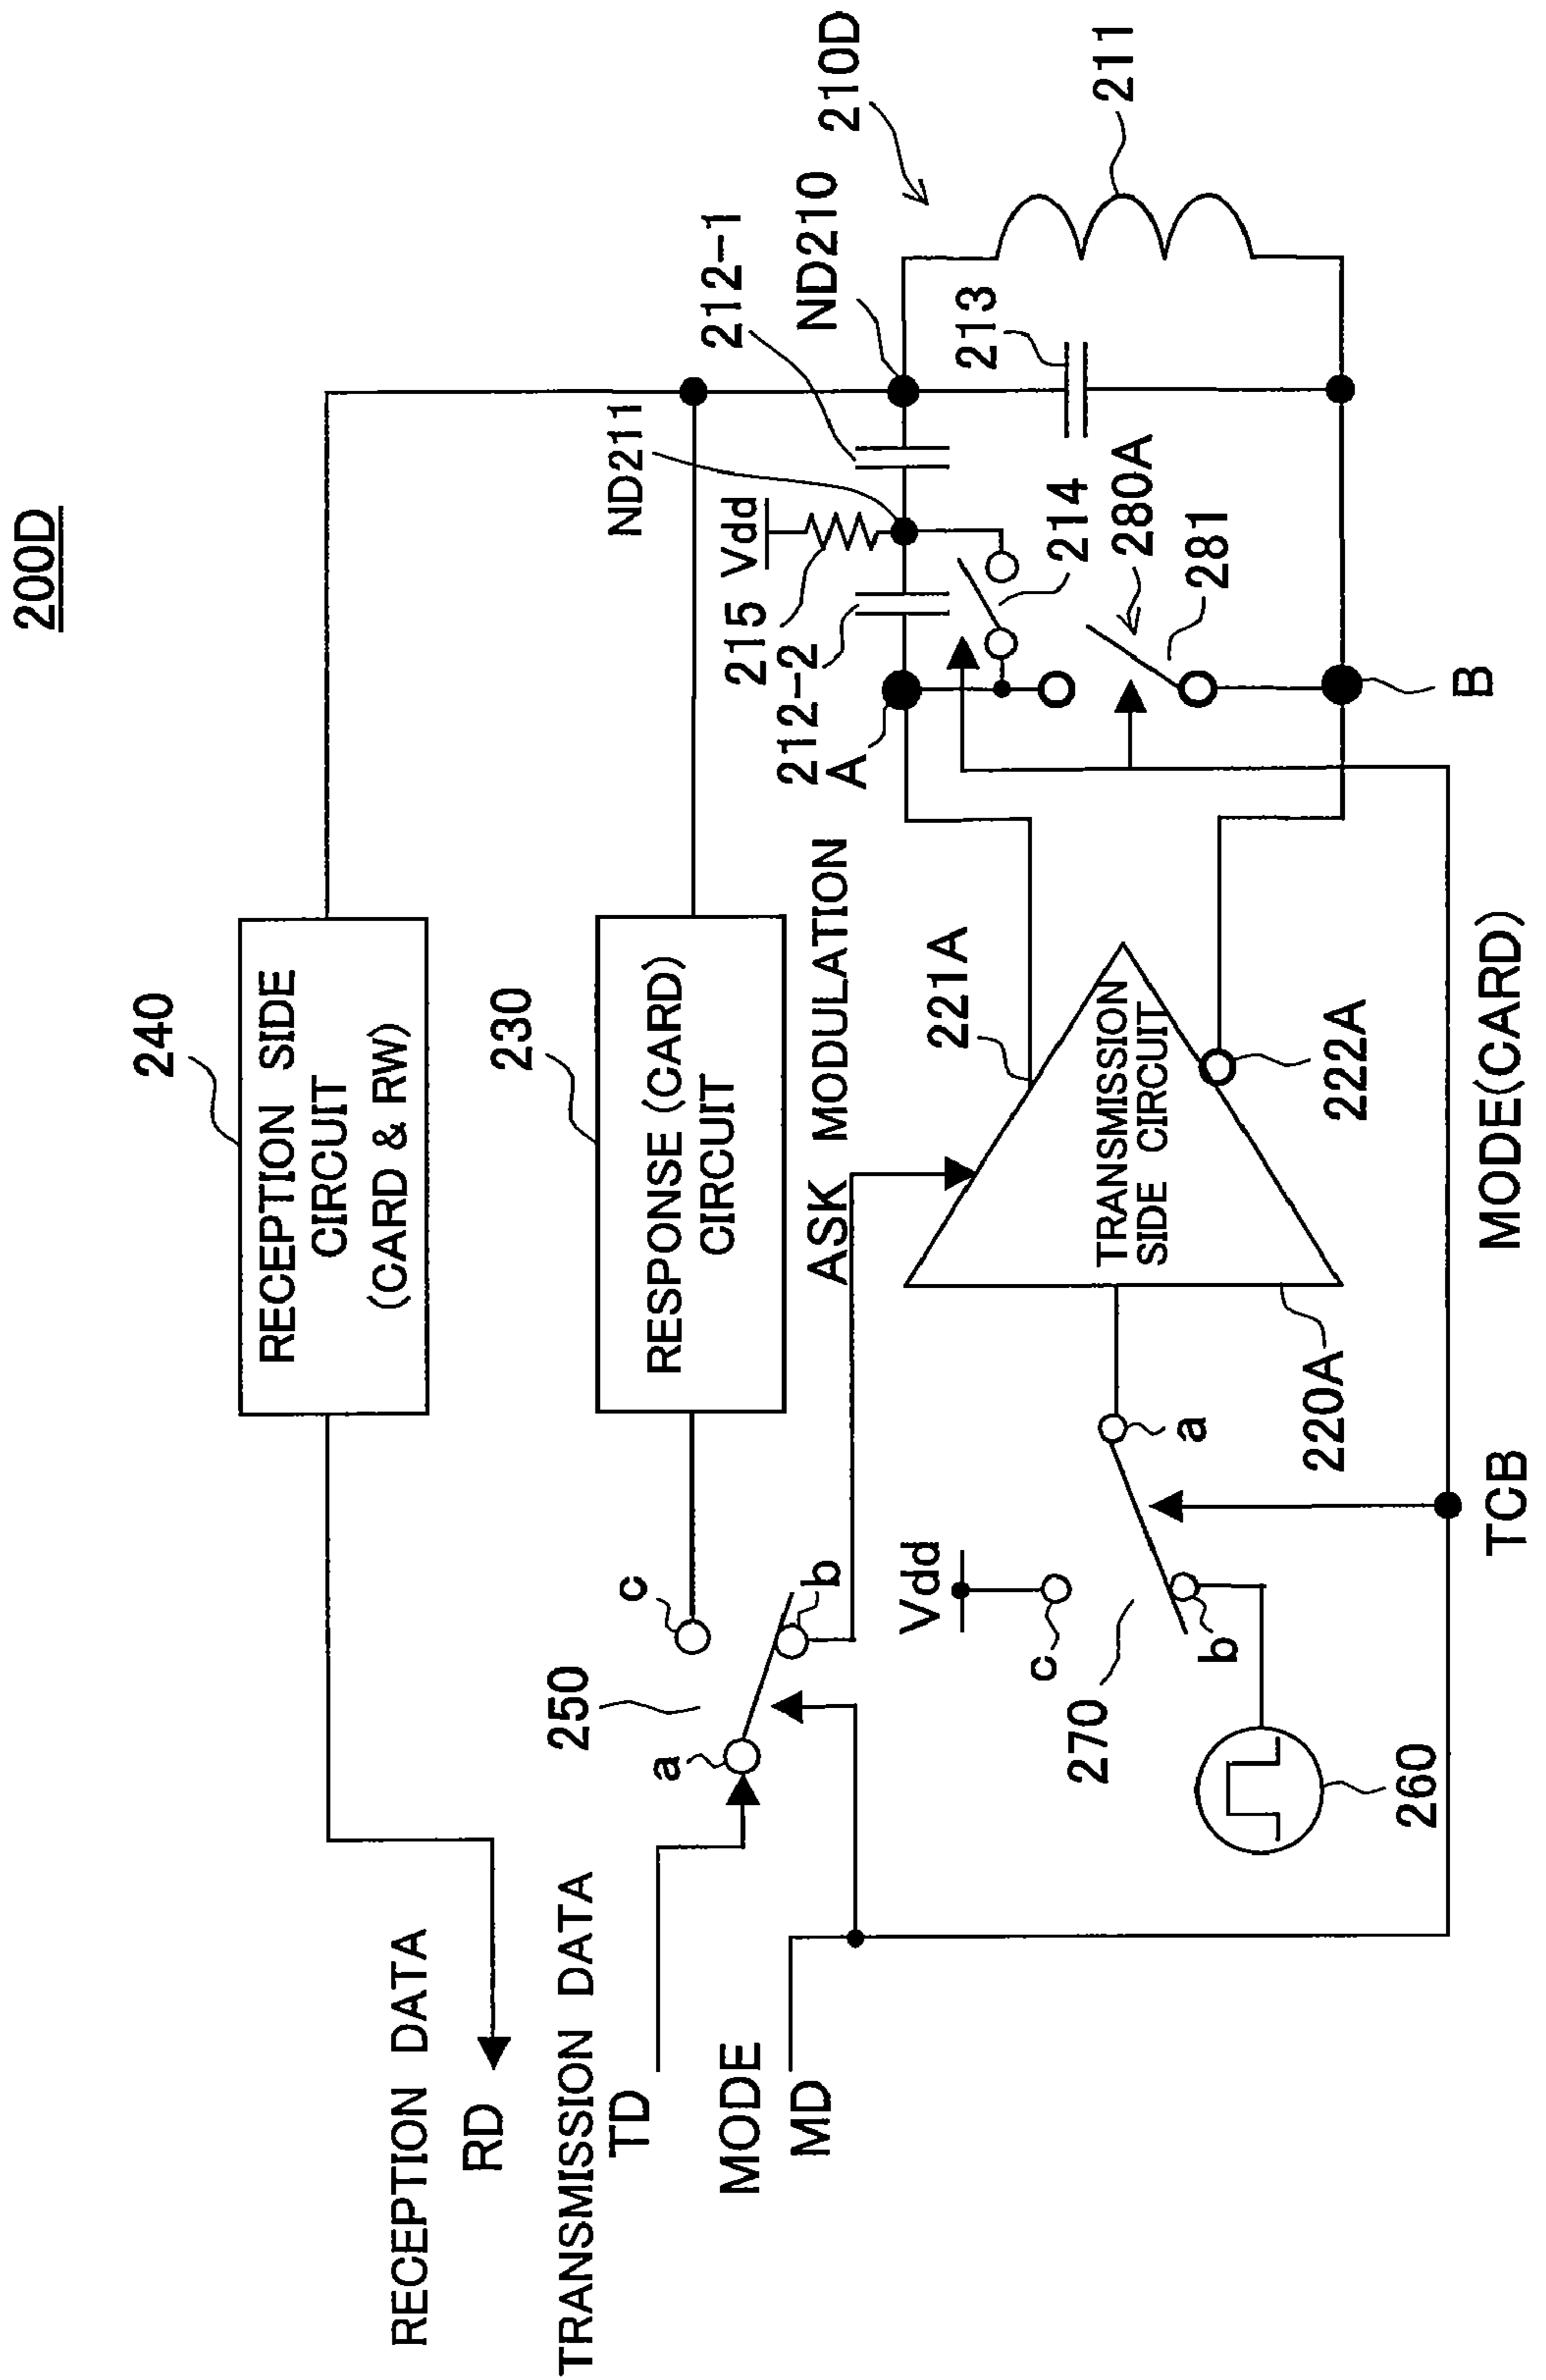 200D
240
RECEPTION SIDE
CIRCUIT
(CARD & RW)
RECEPTION DATA
RD
230
RESPONSE (CARD)
CIRCUIT
TRANSMISSION DATA
TD
250
a
b
c
MODE
MD
ASK MODULATION
ND211
212-1
ND210
210D
211
Vdd
215
212-2
A
213
214
280A
281
B
221A
TRANSMISSION
SIDE CIRCUIT
222A
220A
Vdd
c
a
b
270
260
TCB
MODE(CARD)